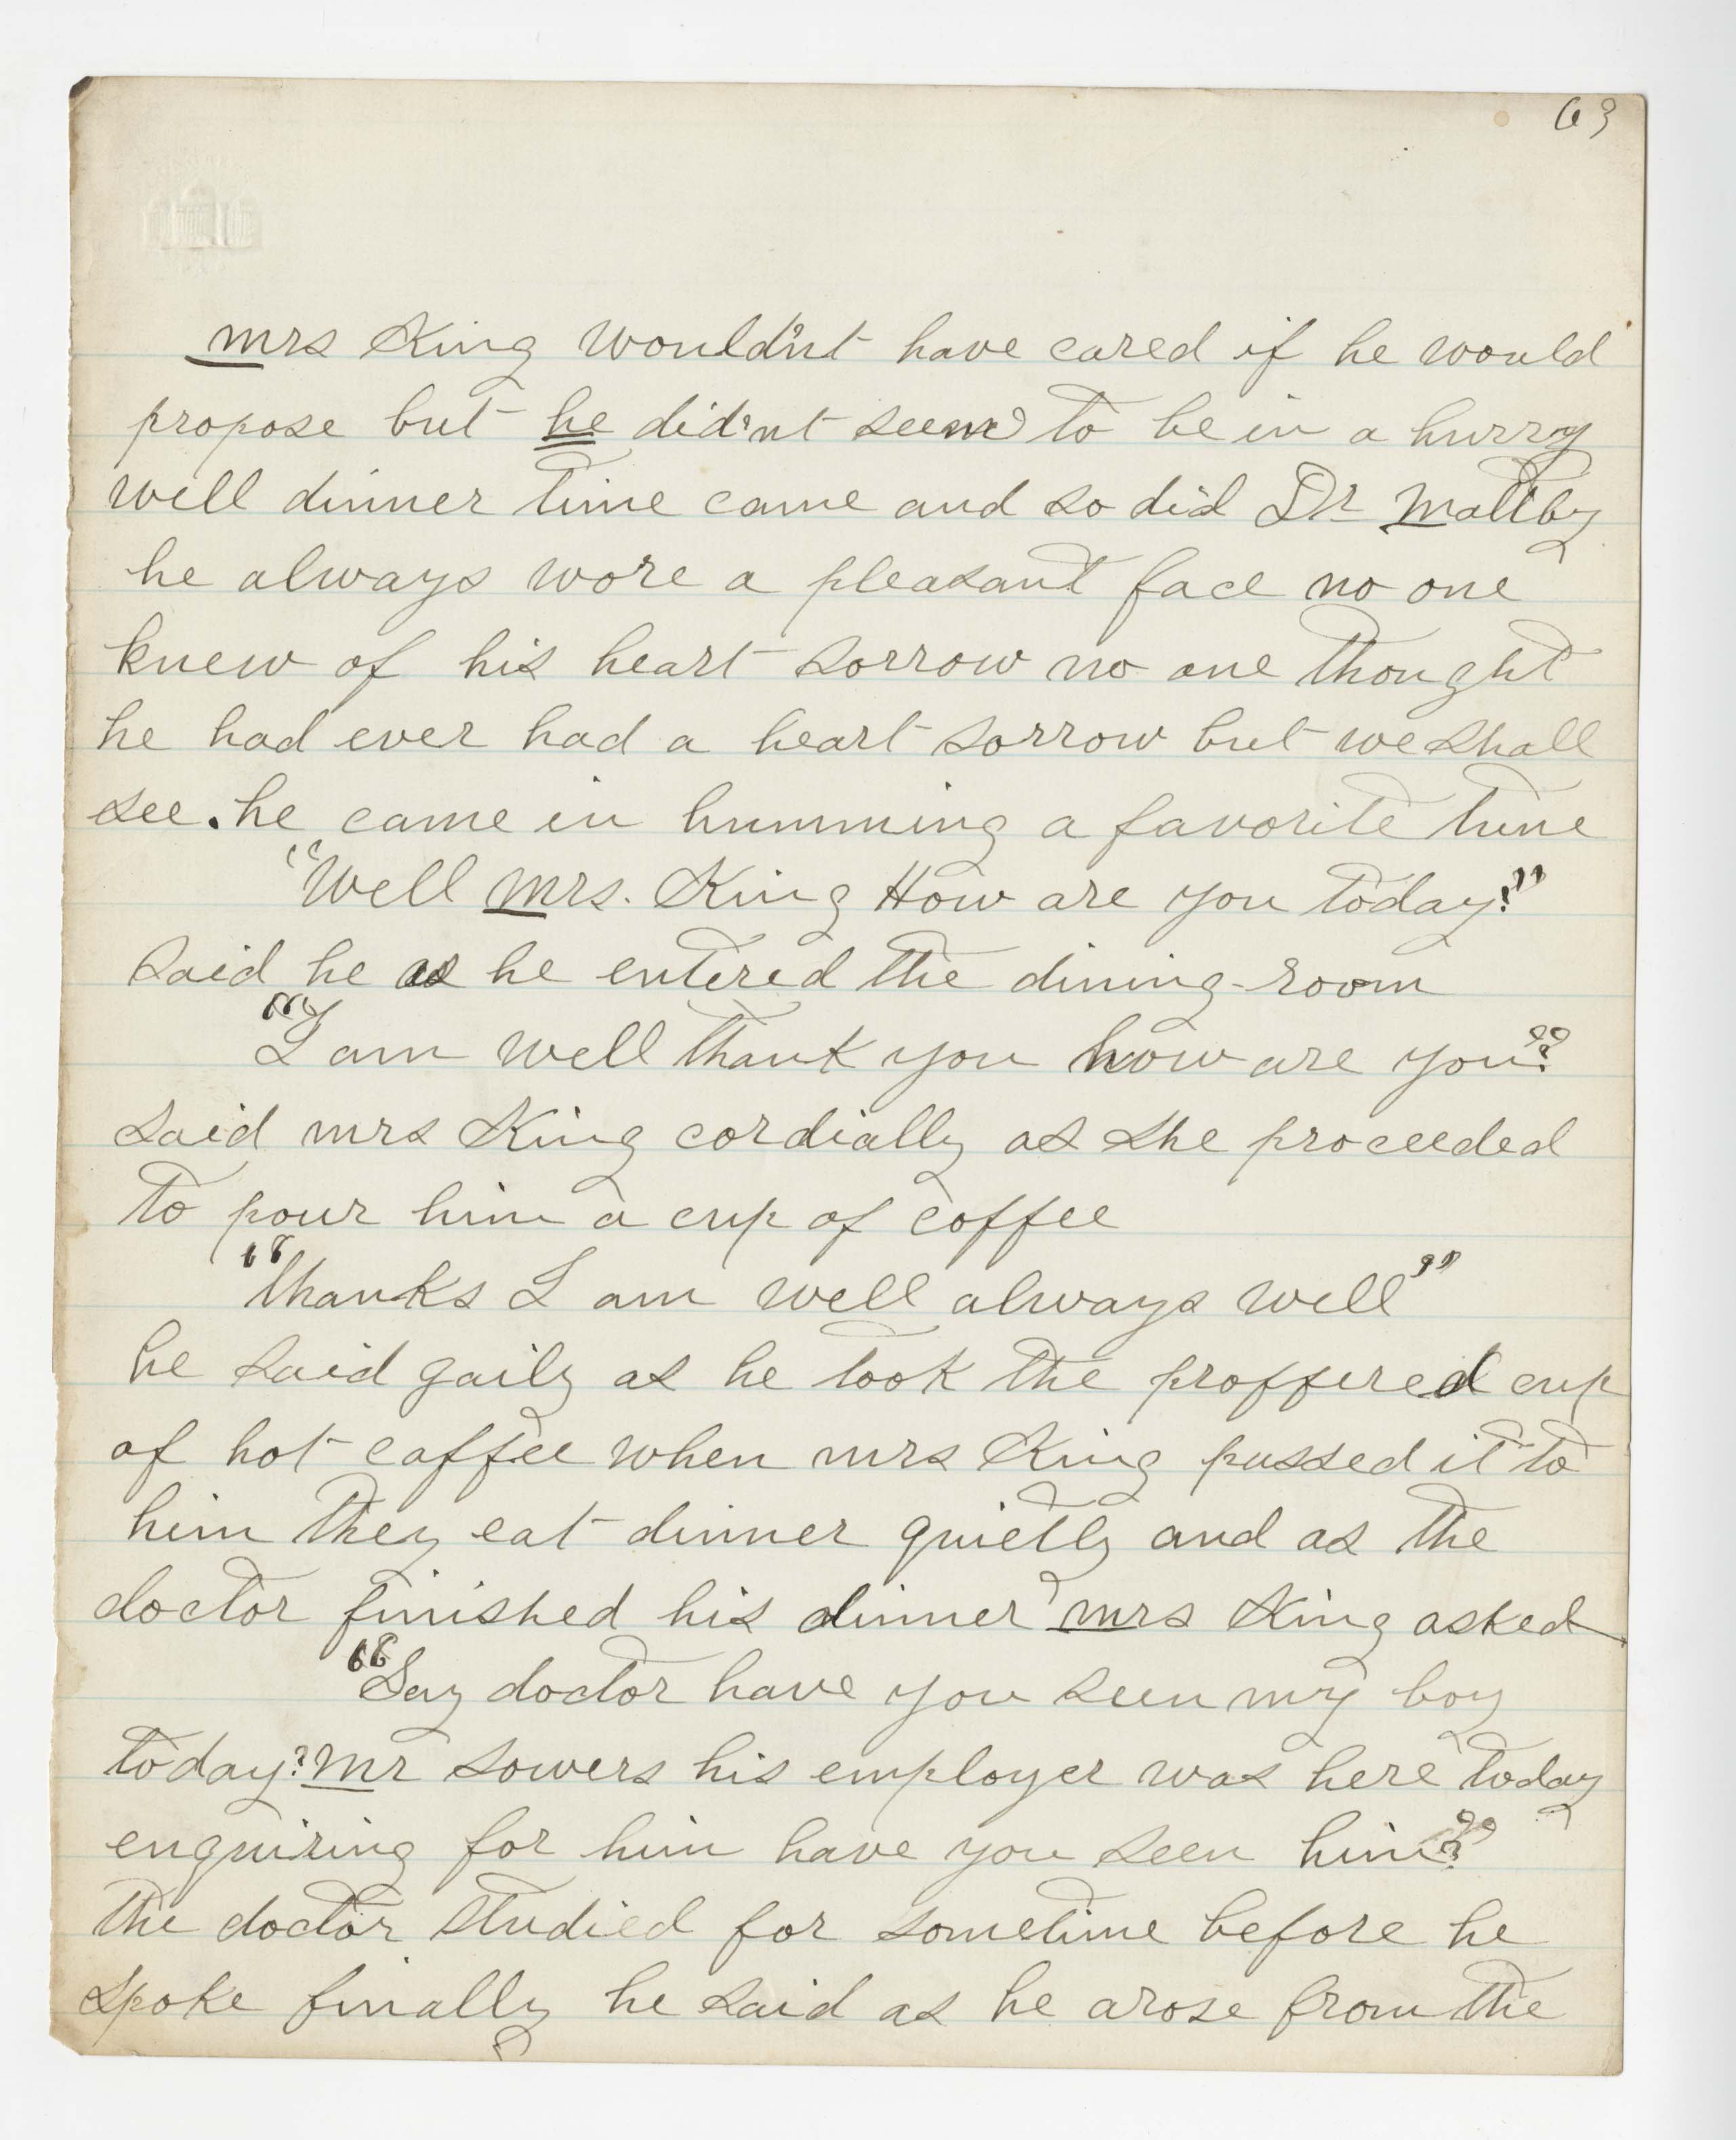 63
mrs King would'nt have cared if he would
propose but he did'nt seem to be in a hurry
well dinner time came and so did Dr Maltby
he always wore a pleasant face no one
knew of his heart sorrow no one thought
he had ever had a heart sorrow but we shall
see. he came in humming a favorite tune
"Well Mrs. King How are you today?"
said he as he entered the dining-room
"I am well thank you how are you?"
said mrs King cordially as she proceeded
to pour him a cup of coffee
"thanks I am well always well"
he said gaily as he took the proffered cup
of hot coffee when mrs King passed it to
him they eat dinner quietly and as the
doctor finished his dinner mrs King asked
"Say doctor have you seen my boy
today? Mr Sowers his employer was here today
enquiring for him have you seen him?"
the doctor studied for sometime before he
spoke finally he said as he arose from the